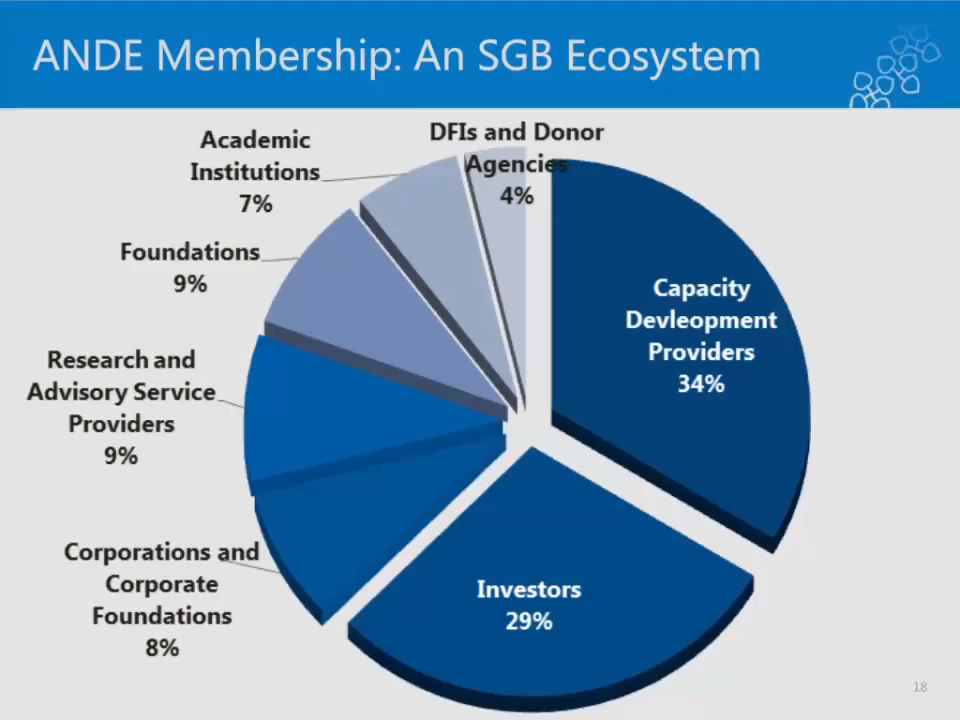 ANDE Membership: An SGB Ecosystem
DFIs and Donor
Agencies
4%
Academic
Institutions
7%
Foundations
9%
Capacity
Devleopment
Providers
34%
Research and
Advisory Service
Providers
9%
Corporations and
Corporate
Foundations
8%
Investors
29%
18